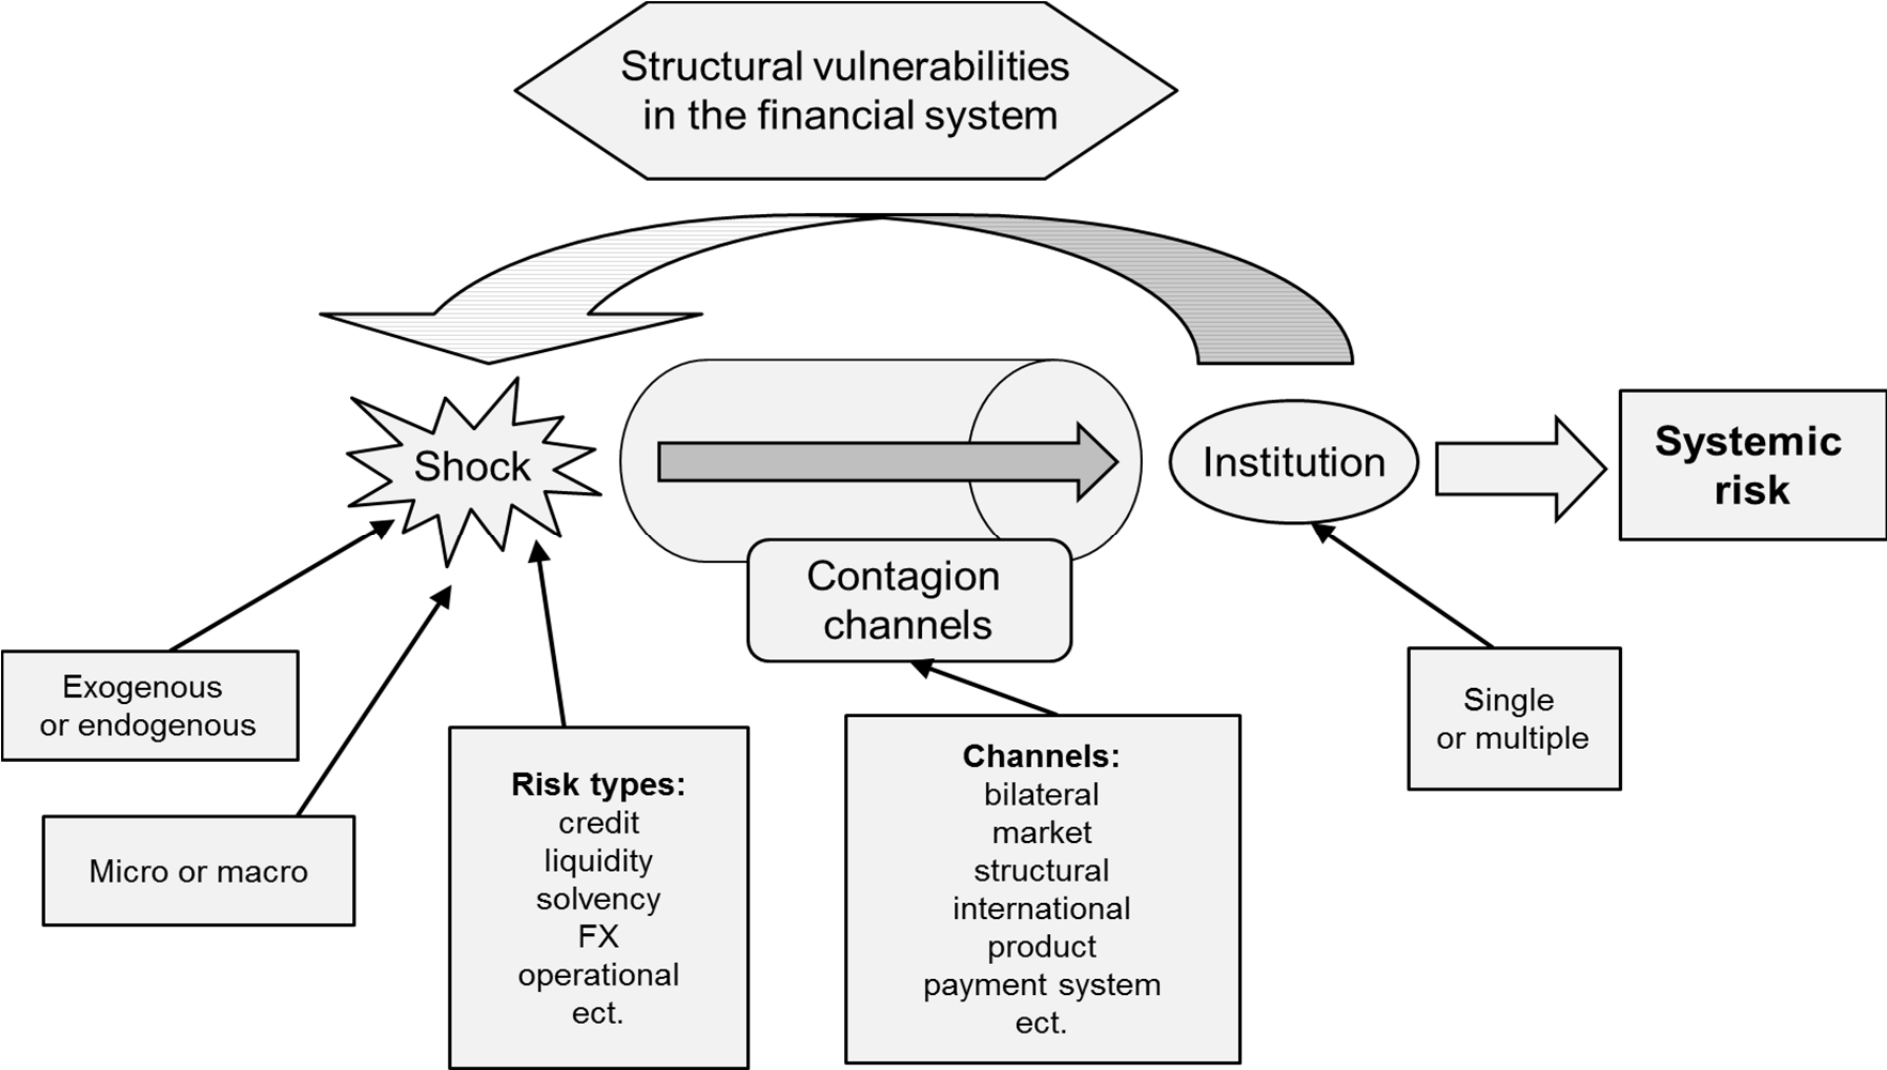 Structural vulnerabilities
in the financial system
Shock
Institution
Systemic
risk
Contagion
channels
Exogenous
or endogenous
Micro or macro
Risk types:
credit
liquidity
solvency
FX
operational
ect.
Channels:
bilateral
market
structural
international
product
payment system
ect.
Single
or multiple